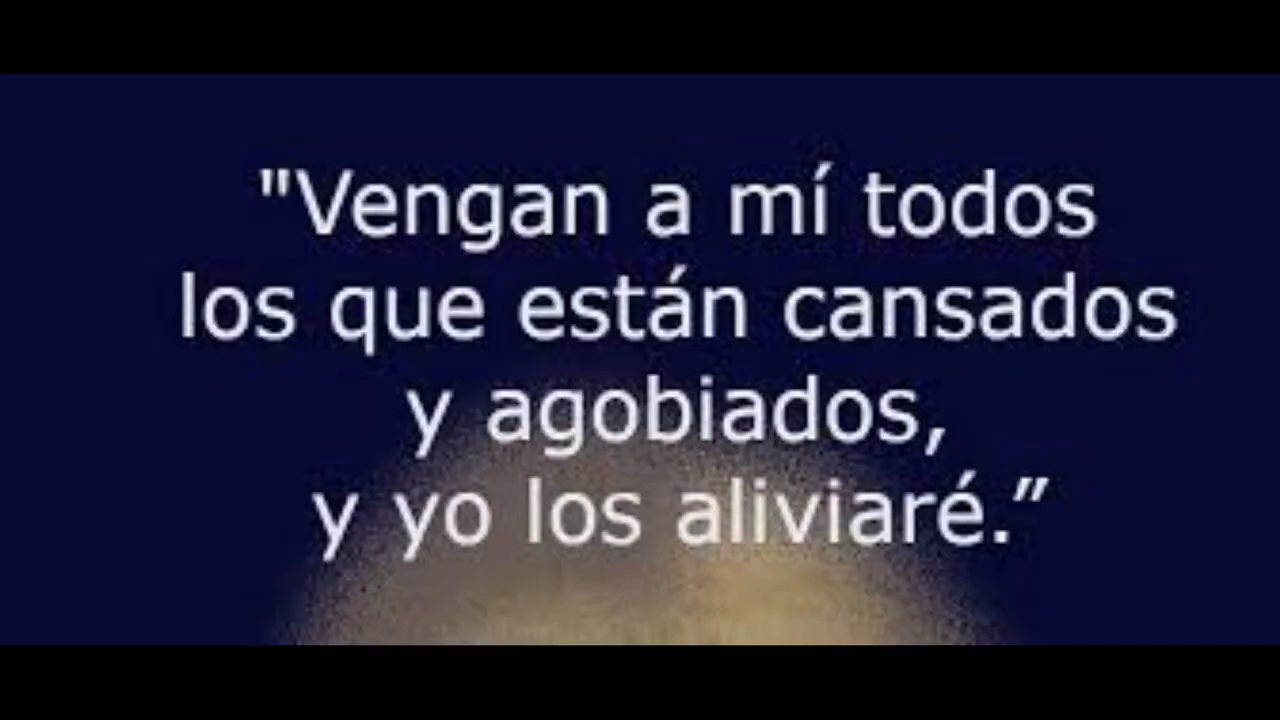 "Vengan a mí todos
los que están cansados
y agobiados,
y yo los aliviaré.”